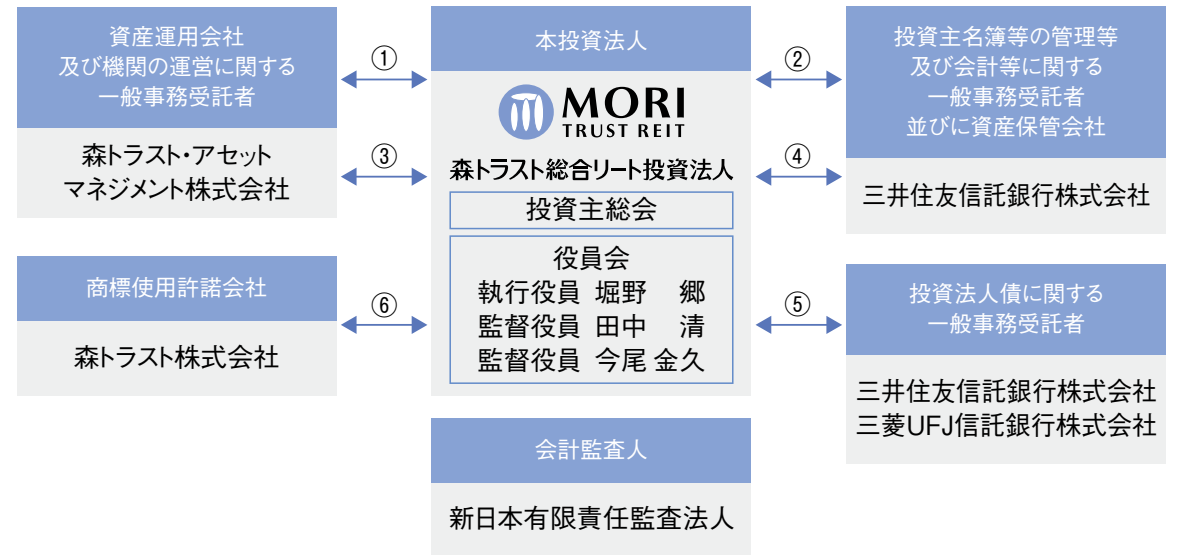 資産運用会社
及び機関の運営に関する
一般事務受託者
森トラスト・アセット
マネジメント株式会社
①
③
本投資法人
MORI
TRUST REIT
森トラスト総合リート投資法人
投資主総会
役員会
執行役員 堀野 郷
監督役員 田中 清
監督役員 今尾 金久
②
④
投資主名簿等の管理等
及び会計等に関する
一般事務受託者
並びに資産保管会社
三井住友信託銀行株式会社
商標使用許諾会社
森トラスト株式会社
⑥
⑤
投資法人債に関する
一般事務受託者
三井住友信託銀行株式会社
三菱UFJ信託銀行株式会社
会計監査人
新日本有限責任監査法人